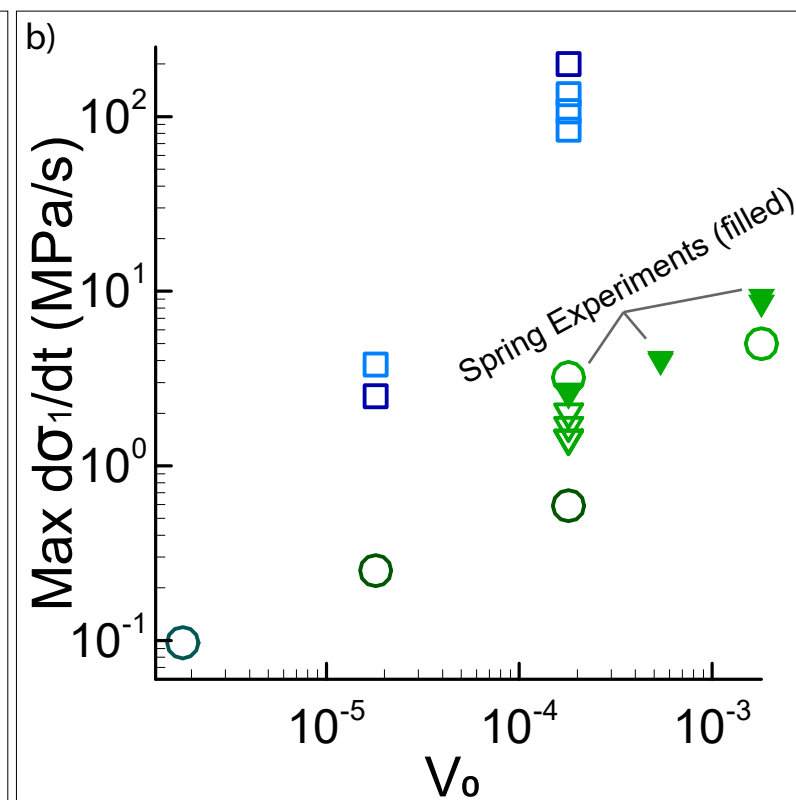 b)
Max dσ₁/dt (MPa/s)
10²
10¹
10⁰
10⁻¹
Spring Experiments (filled)
10⁻⁵
10⁻⁴
10⁻³
V₀